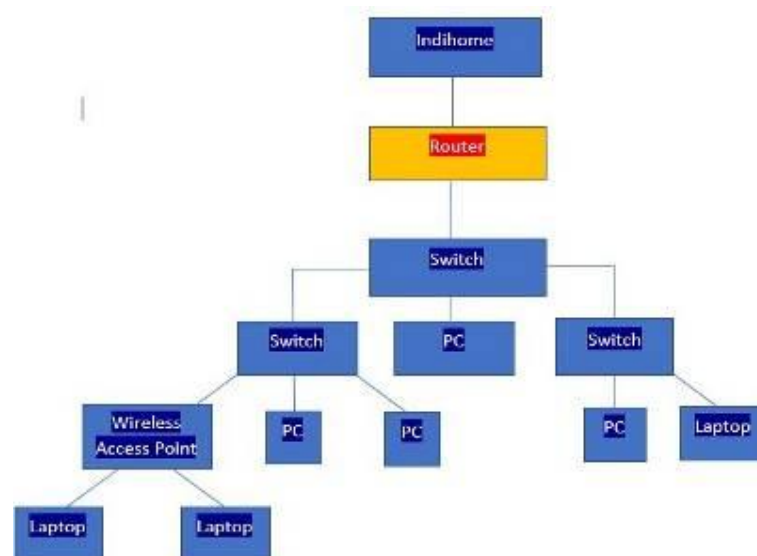 Indihome
Router
Switch
Switch
PC
Switch
Wireless
Access Point
PC
PC
PC
Laptop
Laptop
Laptop